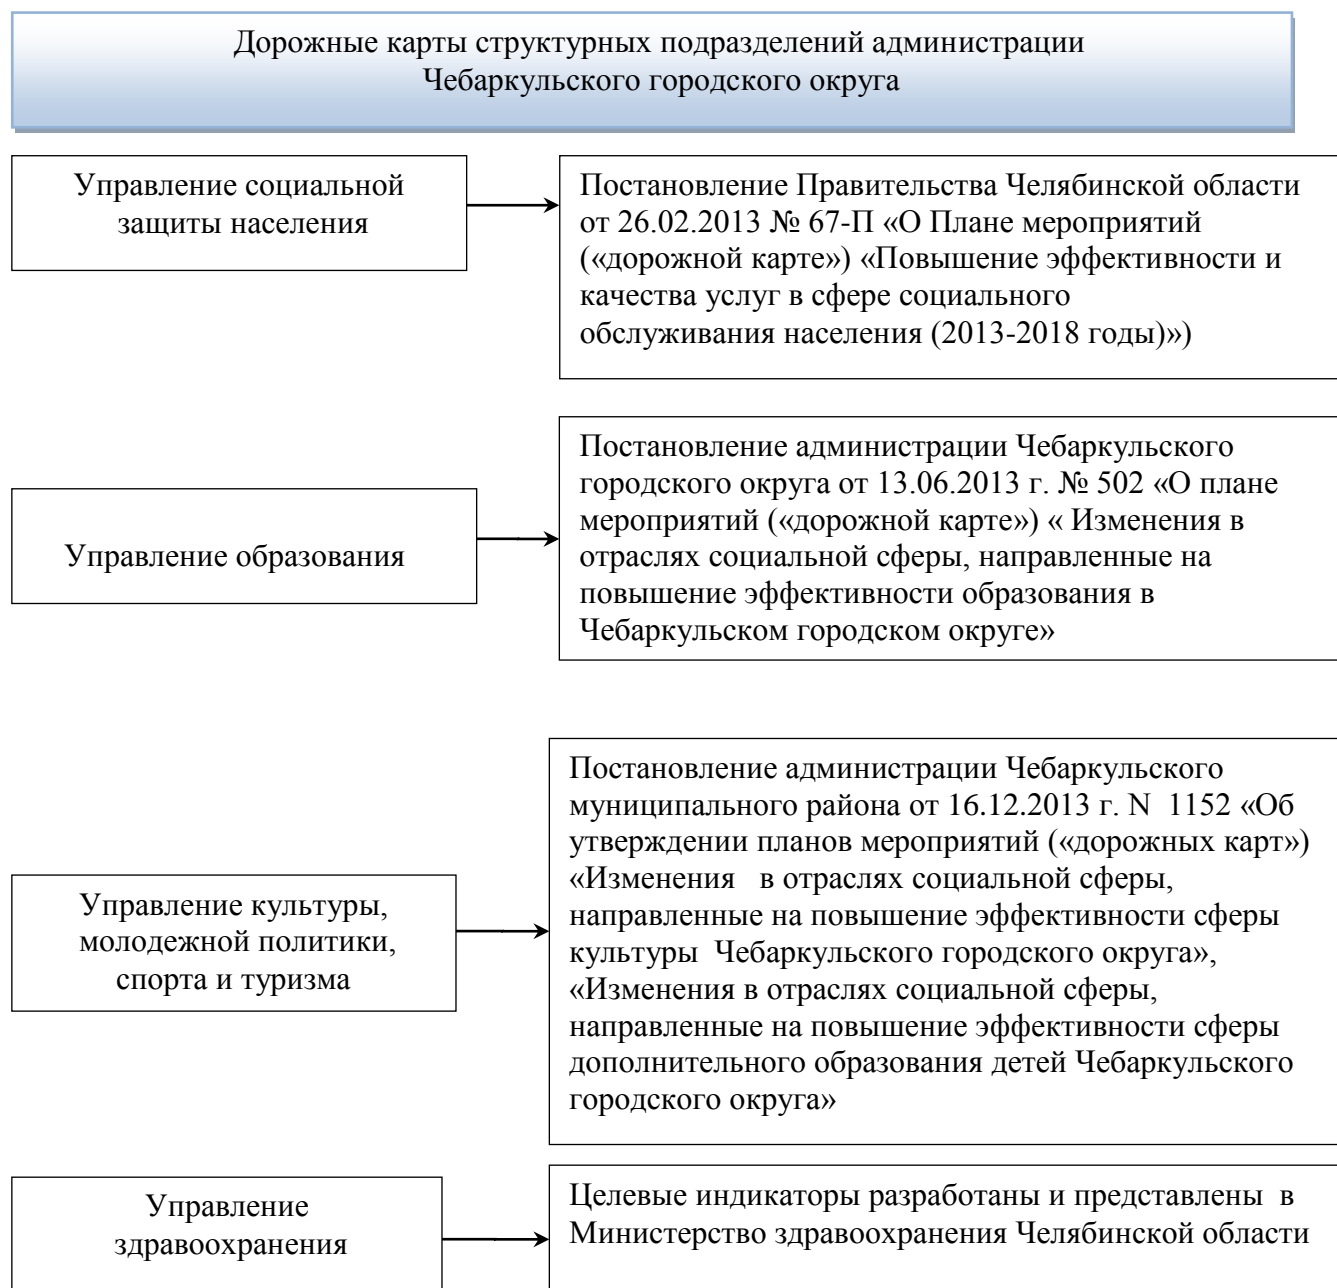 Дорожные карты структурных подразделений администрации
Чебаркульского городского округа
Управление социальной
защиты населения
Постановление Правительства Челябинской области
от 26.02.2013 № 67-П «О Плане мероприятий
(«дорожной карте») «Повышение эффективности и
качества услуг в сфере социального
обслуживания населения (2013-2018 годы)»)
Управление образования
Постановление администрации Чебаркульского
городского округа от 13.06.2013 г. № 502 «О плане
мероприятий («дорожной карте») « Изменения в
отраслях социальной сферы, направленные на
повышение эффективности образования в
Чебаркульском городском округе»
Управление культуры,
молодежной политики,
спорта и туризма
Постановление администрации Чебаркульского
муниципального района от 16.12.2013 г. N 1152 «Об
утверждении планов мероприятий («дорожных карт»)
«Изменения в отраслях социальной сферы,
направленные на повышение эффективности сферы
культуры Чебаркульского городского округа»,
«Изменения в отраслях социальной сферы,
направленные на повышение эффективности сферы
дополнительного образования детей Чебаркульского
городского округа»
Управление
здравоохранения
Целевые индикаторы разработаны и представлены в
Министерство здравоохранения Челябинской области